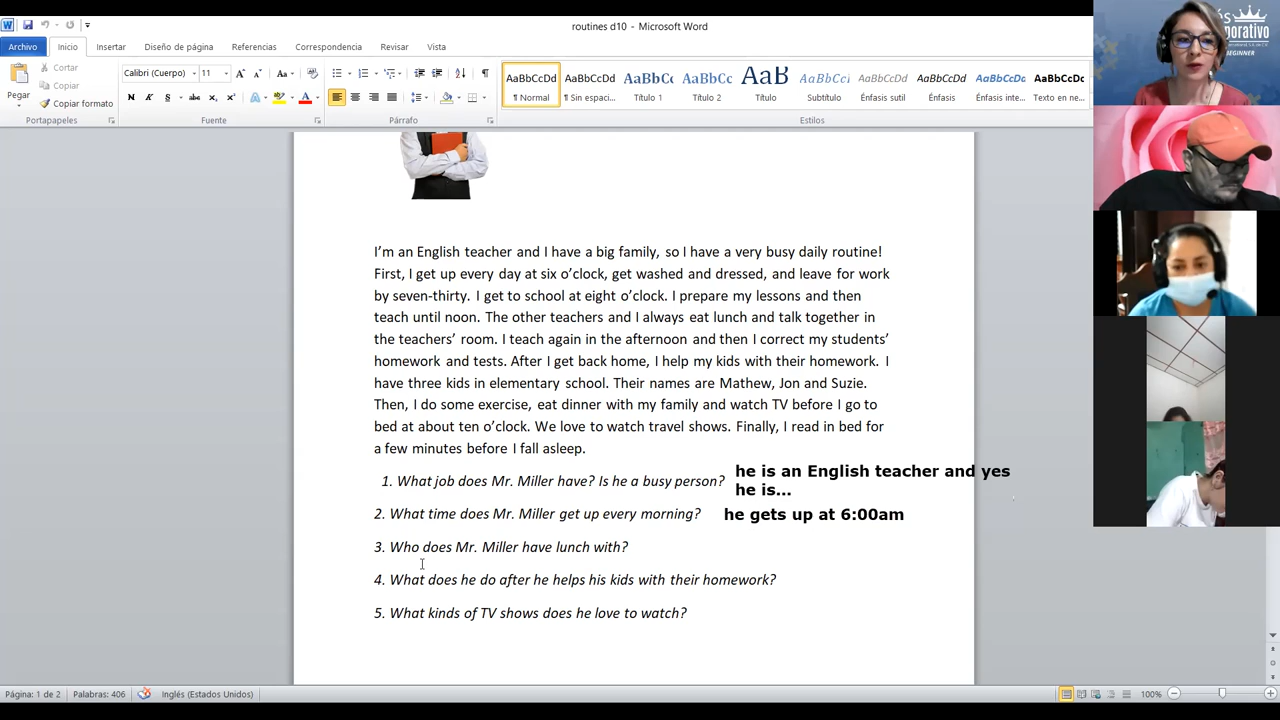 routines d10 - Microsoft Word
Archivo Inicio Insertar Diseño de página Referencias Correspondencia Revisar Vista
Pegar
Cortar
Copiar
Copiar formato
Portapapeles
Calibri (Cuerpo) 11
Fuente
Párrafo
AaBbCcDd AaBbCcDd AaBbCc AaBbCc AaB AaBbCcI AaBbCcDd AaBbCcDd AaBbCcDd AaBbCcDc
¶ Normal ¶ Sin espaci... Título 1 Título 2 Título Subtítulo Énfasis sutil Énfasis Énfasis inte... Texto en ne...
Estilos
BEGINNER
I'm an English teacher and I have a big family, so I have a very busy daily routine!
First, I get up every day at six o'clock, get washed and dressed, and leave for work
by seven-thirty. I get to school at eight o'clock. I prepare my lessons and then
teach until noon. The other teachers and I always eat lunch and talk together in
the teachers' room. I teach again in the afternoon and then I correct my students'
homework and tests. After I get back home, I help my kids with their homework. I
have three kids in elementary school. Their names are Mathew, Jon and Suzie.
Then, I do some exercise, eat dinner with my family and watch TV before I go to
bed at about ten o'clock. We love to watch travel shows. Finally, I read in bed for
a few minutes before I fall asleep.
1. What job does Mr. Miller have? Is he a busy person?
he is an English teacher and yes
he is...
2. What time does Mr. Miller get up every morning? he gets up at 6:00am
3. Who does Mr. Miller have lunch with?
4. What does he do after he helps his kids with their homework?
5. What kinds of TV shows does he love to watch?
Página: 1 de 2 Palabras: 406 Inglés (Estados Unidos) 100%